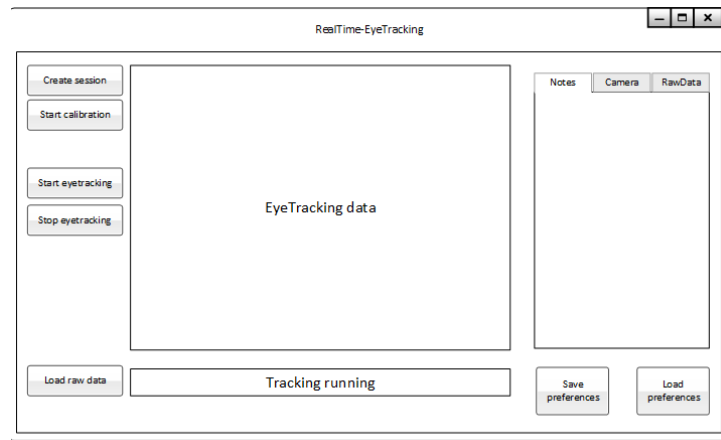 RealTime-EyeTracking
Create session
Start calibration
Start eyetracking
Stop eyetracking
Load raw data
EyeTracking data
Tracking running
Notes
Camera
RawData
Save
preferences
Load
preferences